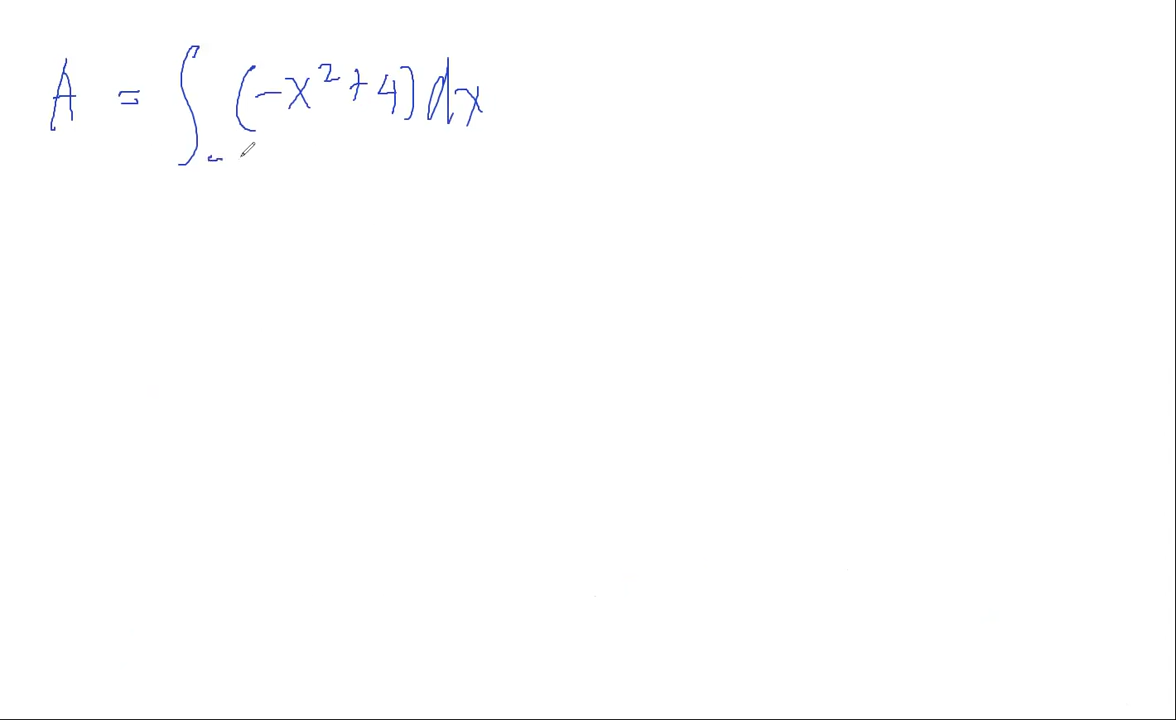 A = ∫₋ (-x²+4)dx